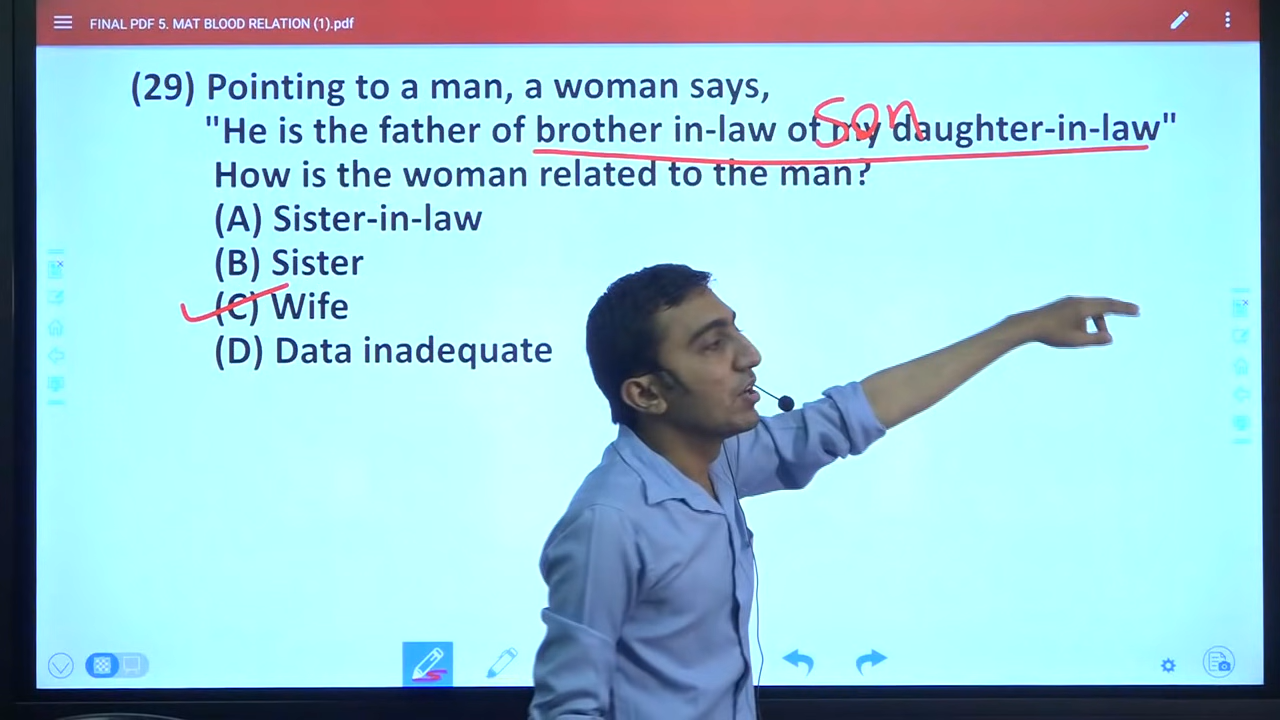 FINAL PDF 5. MAT BLOOD RELATION (1).pdf
(29) Pointing to a man, a woman says,
son
"He is the father of brother in-law of my daughter-in-law"
How is the woman related to the man?
(A) Sister-in-law
(B) Sister
(C) Wife
(D) Data inadequate